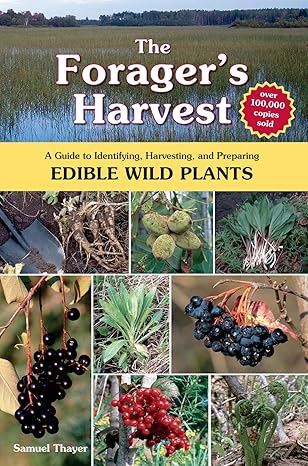 The
Forager's
Harvest
over
100,000
copies
sold
A Guide to Identifying, Harvesting, and Preparing
EDIBLE WILD PLANTS
Samuel Thayer